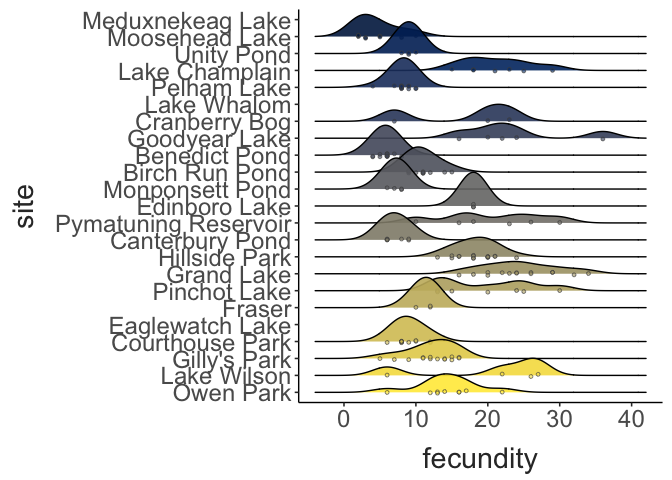 Meduxnekeag Lake
Moosehead Lake
Unity Pond
Lake Champlain
Pelham Lake
Lake Whalom
Cranberry Bog
Goodyear Lake
Benedict Pond
Birch Run Pond
Monponsett Pond
Edinboro Lake
Pymatuning Reservoir
Canterbury Pond
Hillside Park
Grand Lake
Pinchot Lake
Fraser
Eaglewatch Lake
Courthouse Park
Gilly's Park
Lake Wilson
Owen Park
site
0 10 20 30 40
fecundity